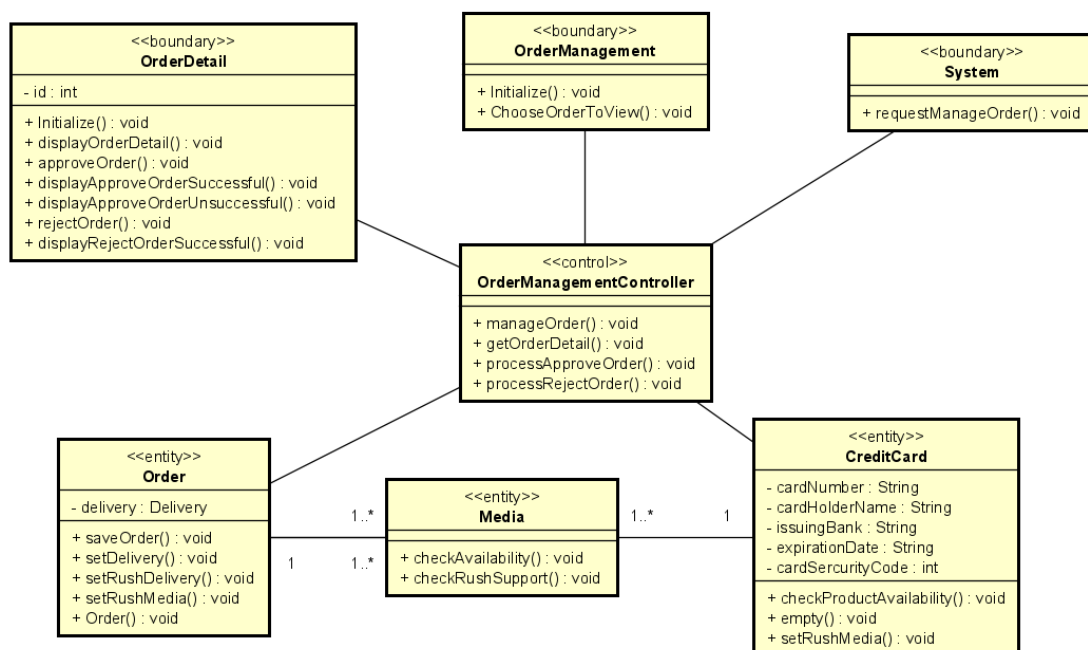 <<boundary>>
OrderDetail
- id : int
+ Initialize() : void
+ displayOrderDetail() : void
+ approveOrder() : void
+ displayApproveOrderSuccessful() : void
+ displayApproveOrderUnsuccessful() : void
+ rejectOrder() : void
+ displayRejectOrderSuccessful() : void
<<boundary>>
OrderManagement
+ Initialize() : void
+ ChooseOrderToView() : void
<<boundary>>
System
+ requestManageOrder() : void
<<control>>
OrderManagementController
+ manageOrder() : void
+ getOrderDetail() : void
+ processApproveOrder() : void
+ processRejectOrder() : void
<<entity>>
Order
- delivery : Delivery
+ saveOrder() : void
+ setDelivery() : void
+ setRushDelivery() : void
+ setRushMedia() : void
+ Order() : void
1..*
1
1..*
<<entity>>
Media
+ checkAvailability() : void
+ checkRushSupport() : void
1..*
1
<<entity>>
CreditCard
- cardNumber : String
- cardHolderName : String
- issuingBank : String
- expirationDate : String
- cardSercurityCode : int
+ checkProductAvailability() : void
+ empty() : void
+ setRushMedia() : void